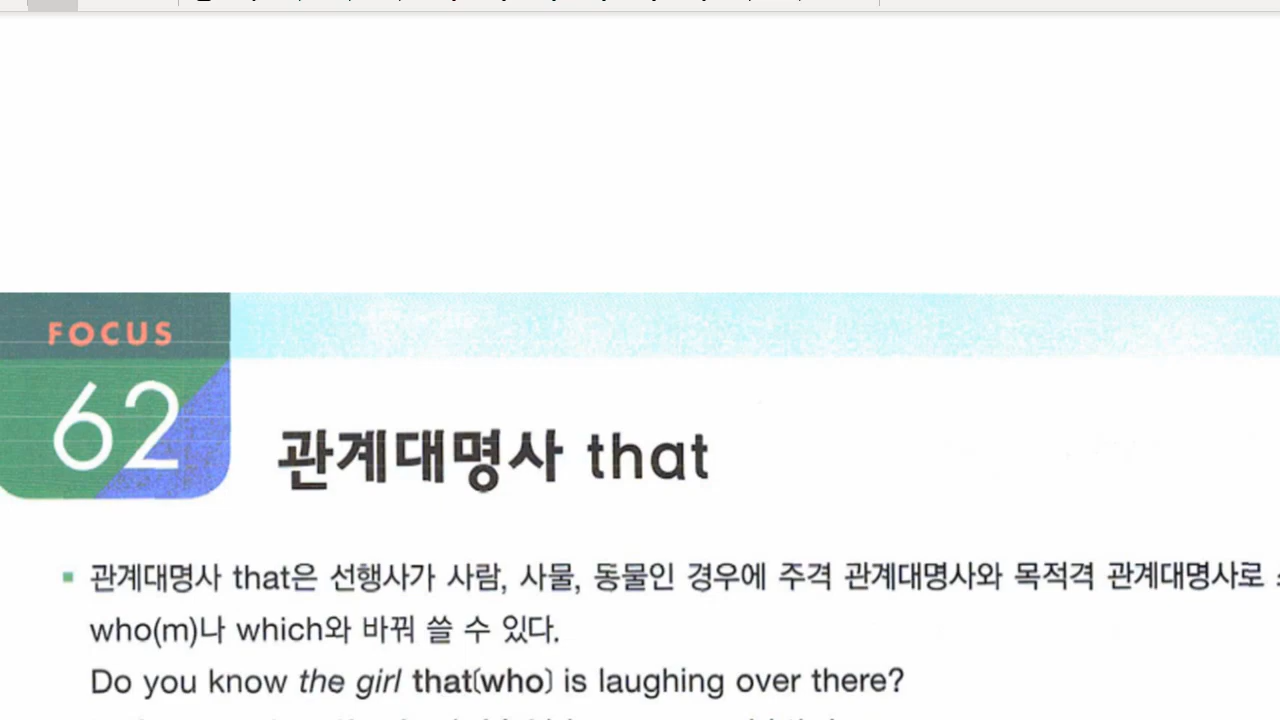 FOCUS
62
관계대명사 that
관계대명사 that은 선행사가 사람, 사물, 동물인 경우에 주격 관계대명사와 목적격 관계대명사로
who(m)나 which와 바꿔 쓸 수 있다.
Do you know the girl that(who) is laughing over there?